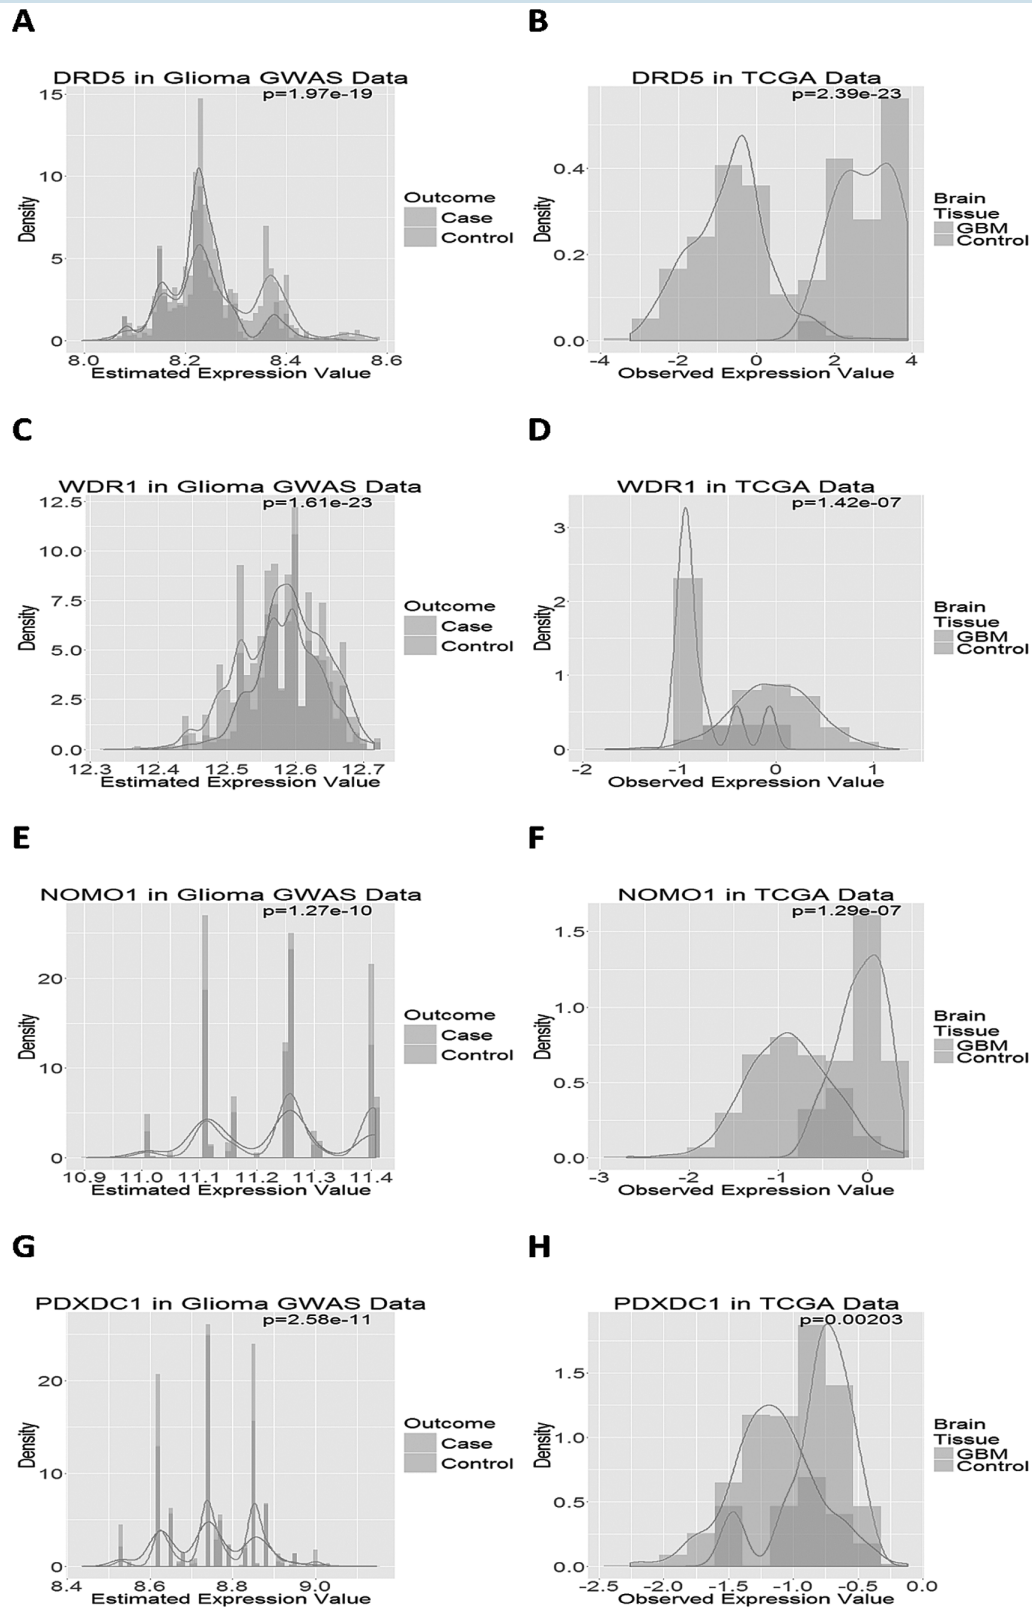 A
DRD5 in Glioma GWAS Data
p=1.97e-19
15
10
5
0
Density
8.0 8.2 8.4 8.6
Estimated Expression Value
Outcome
Case
Control
B
DRD5 in TCGA Data
p=2.39e-23
0.4
0.2
0.0
Density
-4 -2 0 2 4
Observed Expression Value
Brain
Tissue
GBM
Control
C
WDR1 in Glioma GWAS Data
p=1.61e-23
12.5
10.0
7.5
5.0
2.5
0.0
Density
12.3 12.4 12.5 12.6 12.7
Estimated Expression Value
Outcome
Case
Control
D
WDR1 in TCGA Data
p=1.42e-07
3
2
1
0
Density
-2 -1 0 1
Observed Expression Value
Brain
Tissue
GBM
Control
E
NOMO1 in Glioma GWAS Data
p=1.27e-10
20
10
0
Density
10.9 11.0 11.1 11.2 11.3 11.4
Estimated Expression Value
Outcome
Case
Control
F
NOMO1 in TCGA Data
p=1.29e-07
1.5
1.0
0.5
0.0
Density
-3 -2 -1 0
Observed Expression Value
Brain
Tissue
GBM
Control
G
PDXDC1 in Glioma GWAS Data
p=2.58e-11
20
10
0
Density
8.4 8.6 8.8 9.0
Estimated Expression Value
Outcome
Case
Control
H
PDXDC1 in TCGA Data
p=0.00203
1.5
1.0
0.5
0.0
Density
-2.5 -2.0 -1.5 -1.0 -0.5 0.0
Observed Expression Value
Brain
Tissue
GBM
Control